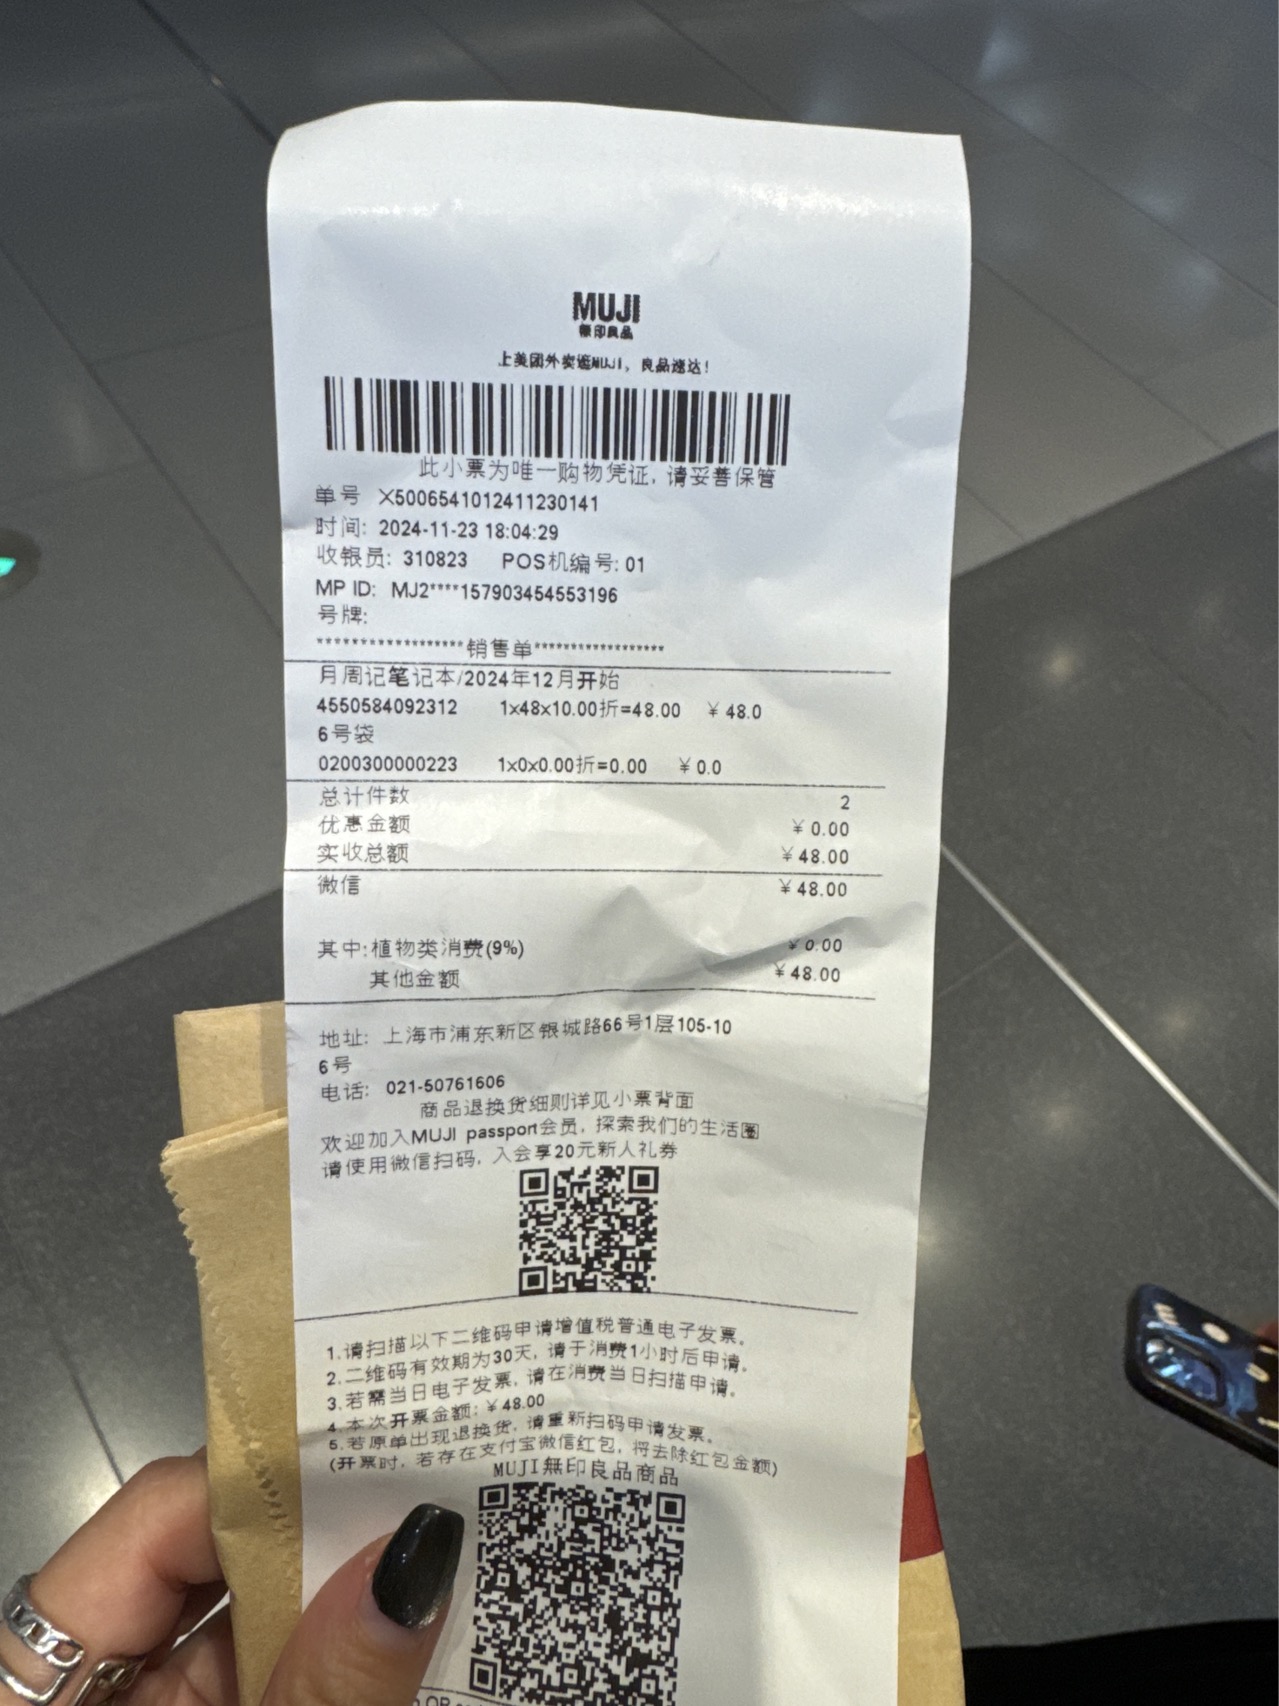 MUJI
無印良品
上美团外卖逛MUJI，良品速达！
此小票为唯一购物凭证, 请妥善保管
单号 X5006541012411230141
时间: 2024-11-23 18:04:29
收银员: 310823 POS机编号: 01
MP ID: MJ2****157903454553196
号牌:
******************销售单******************
月周记笔记本/2024年12月开始
4550584092312 1x48x10.00折=48.00 ￥48.0
6号袋
0200300000223 1x0x0.00折=0.00 ￥0.0
总计件数 2
优惠金额 ￥0.00
实收总额 ￥48.00
微信 ￥48.00
其中:植物类消费(9%) ￥0.00
其他金额 ￥48.00
地址: 上海市浦东新区银城路66号1层105-10
6号
电话: 021-50761606
商品退换货细则详见小票背面
欢迎加入MUJI passport会员, 探索我们的生活圈
请使用微信扫码, 入会享20元新人礼券
1.请扫描以下二维码申请增值税普通电子发票。
2.二维码有效期为30天, 请于消费1小时后申请。
3.若需当日电子发票, 请在消费当日扫描申请。
4.本次开票金额: ￥48.00
5.若原单出现退换货, 请重新扫码申请发票。
(开票时, 若存在支付宝微信红包, 将去除红包金额)
MUJI無印良品商品